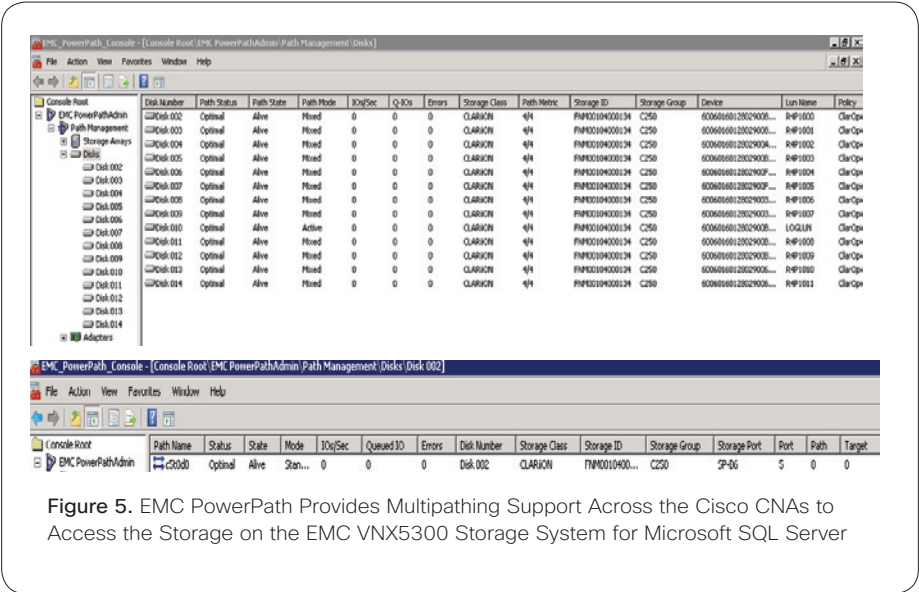 EMC_PowerPath_Console - [Console Root\EMC PowerPathAdmin\Path Management\Disks]
File Action View Favorites Window Help
Console Root
EMC PowerPathAdmin
Path Management
Storage Arrays
Disks
Disk 002
Disk 003
Disk 004
Disk 005
Disk 006
Disk 007
Disk 008
Disk 009
Disk 010
Disk 011
Disk 012
Disk 013
Disk 014
Adapters
Disk Number Path Status Path State Path Mode IOs/Sec Q-IOs Errors Storage Class Path Metric Storage ID Storage Group Device Lun Name Policy
Disk 002 Optimal Alive Mixed 0 0 0 CLARiiON 4/4 FNM00104000134 C250 R4P1000
Disk 003 Optimal Alive Mixed 0 0 0 CLARiiON 4/4 FNM00104000134 C250 R4P1001
Disk 004 Optimal Alive Mixed 0 0 0 CLARiiON 4/4 FNM00104000134 C250 R4P1002
Disk 005 Optimal Alive Mixed 0 0 0 CLARiiON 4/4 FNM00104000134 C250 R4P1003
Disk 006 Optimal Alive Mixed 0 0 0 CLARiiON 4/4 FNM00104000134 C250 R4P1004
Disk 007 Optimal Alive Mixed 0 0 0 CLARiiON 4/4 FNM00104000134 C250 R4P1005
Disk 008 Optimal Alive Mixed 0 0 0 CLARiiON 4/4 FNM00104000134 C250 R4P1006
Disk 009 Optimal Alive Mixed 0 0 0 CLARiiON 4/4 FNM00104000134 C250 R4P1007
Disk 010 Optimal Alive Active 0 0 0 CLARiiON 4/4 FNM00104000134 C250 LOGLUN
Disk 011 Optimal Alive Mixed 0 0 0 CLARiiON 4/4 FNM00104000134 C250 R4P1008
Disk 012 Optimal Alive Mixed 0 0 0 CLARiiON 4/4 FNM00104000134 C250 R4P1009
Disk 013 Optimal Alive Mixed 0 0 0 CLARiiON 4/4 FNM00104000134 C250 R4P1010
Disk 014 Optimal Alive Mixed 0 0 0 CLARiiON 4/4 FNM00104000134 C250 R4P1011
EMC_PowerPath_Console - [Console Root\EMC PowerPathAdmin\Path Management\Disks\Disk 002]
File Action View Favorites Window Help
Console Root
EMC PowerPathAdmin
Path Name Status State Mode IOs/Sec Queued IO Errors Disk Number Storage Class Storage ID Storage Group Storage Port Port Path Target
c5t0d0 Optimal Alive Stan... 0 0 0 Disk 002 CLARiiON FNM0010400... C250 SP-B6 5 0 0
Figure 5. EMC PowerPath Provides Multipathing Support Across the Cisco CNAs to
Access the Storage on the EMC VNX5300 Storage System for Microsoft SQL Server